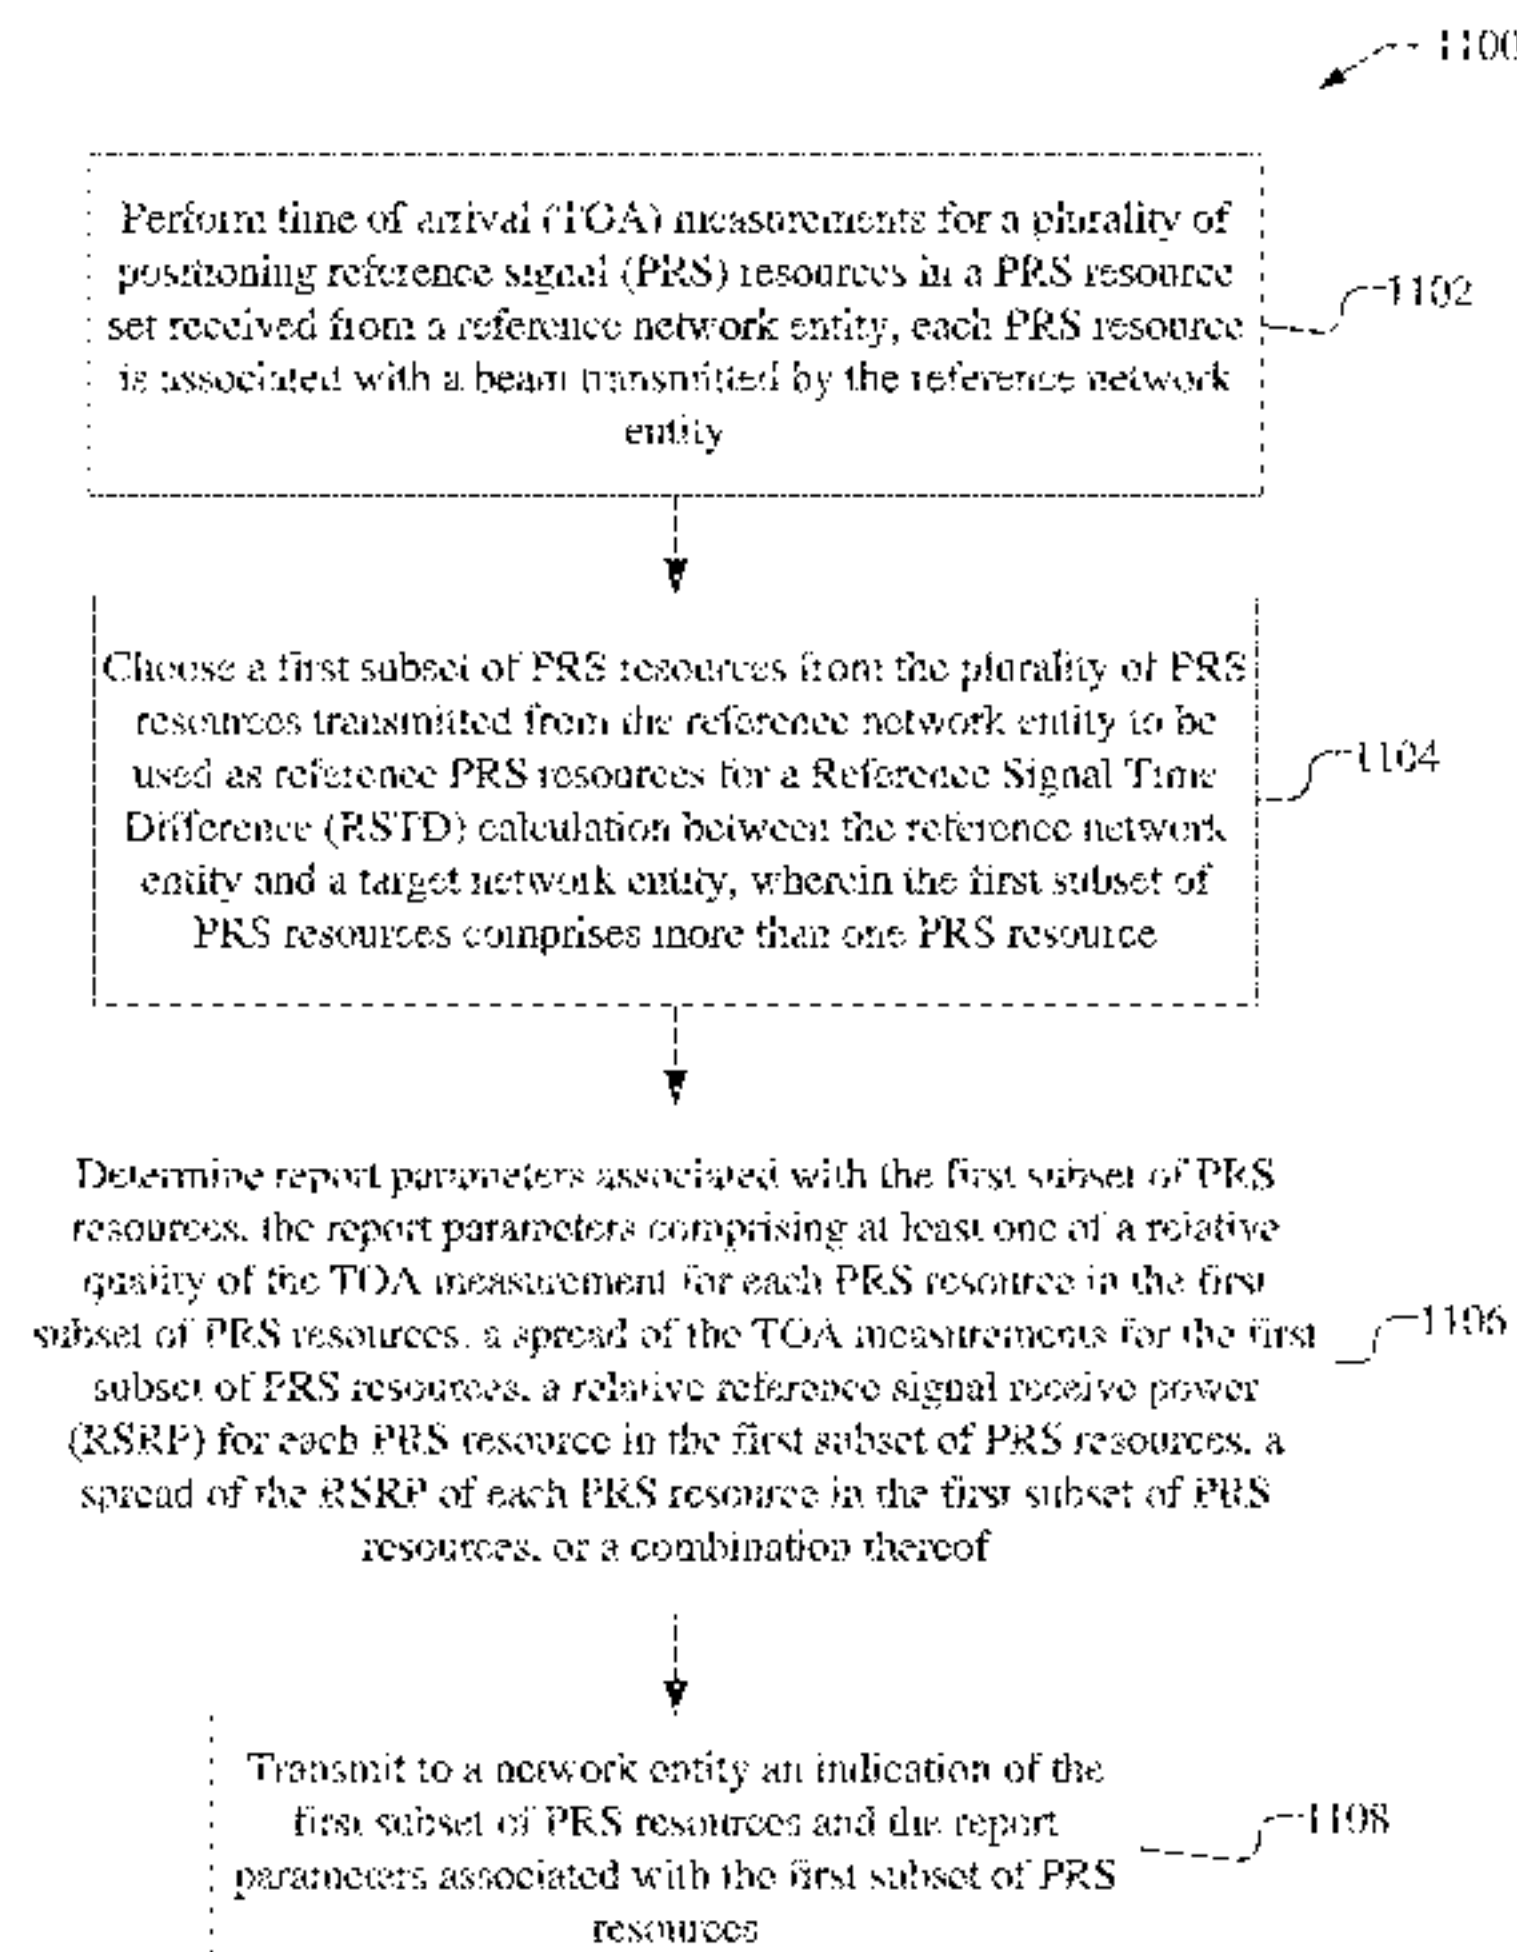 1100
Perform time of arrival (TOA) measurements for a plurality of
positioning reference signal (PRS) resources in a PRS resource
set received from a reference network entity, each PRS resource
is associated with a beam transmitted by the reference network
entity
1102
Choose a first subset of PRS resources from the plurality of PRS
resources transmitted from the reference network entity to be
used as reference PRS resources for a Reference Signal Time
Difference (RSTD) calculation between the reference network
entity and a target network entity, wherein the first subset of
PRS resources comprises more than one PRS resource
1104
Determine report parameters associated with the first subset of PRS
resources, the report parameters comprising at least one of a relative
quality of the TOA measurement for each PRS resource in the first
subset of PRS resources, a spread of the TOA measurements for the first
subset of PRS resources, a relative reference signal receive power
(RSRP) for each PRS resource in the first subset of PRS resources, a
spread of the RSRP of each PRS resource in the first subset of PRS
resources, or a combination thereof
1106
Transmit to a network entity an indication of the
first subset of PRS resources and the report
parameters associated with the first subset of PRS
resources
1108